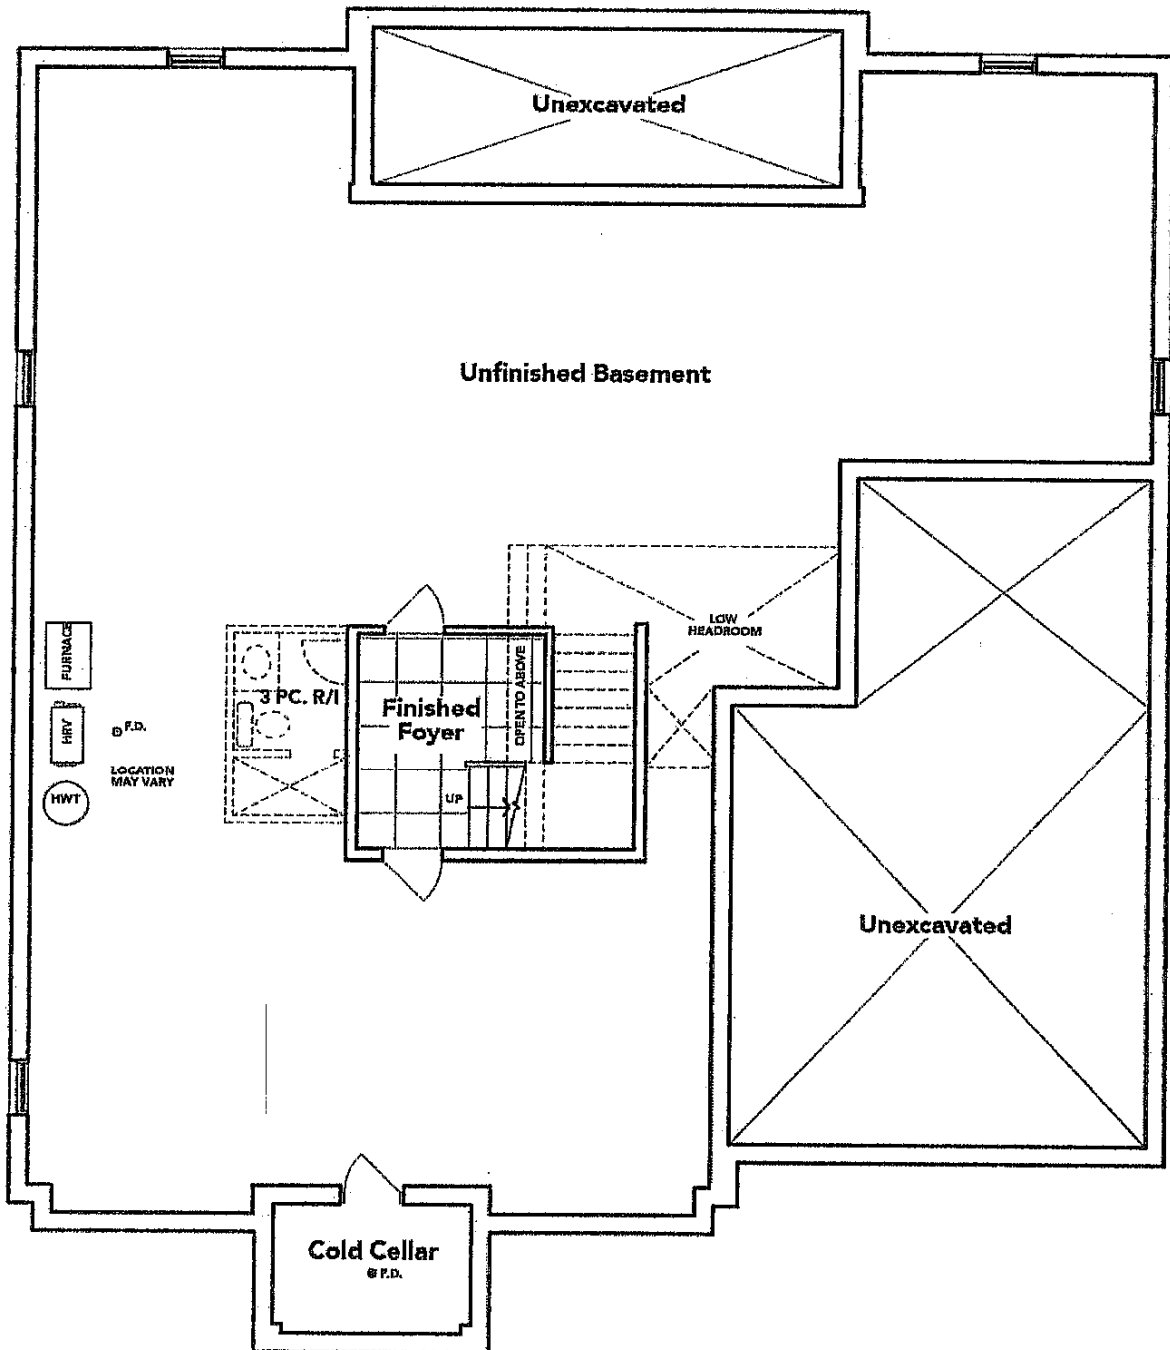 Unexcavated
Unfinished Basement
LOW
HEADROOM
FURNACE
OPEN TO ABOVE
3 PC. R/I
Finished
Foyer
HRV
F.D.
LOCATION
MAY VARY
HWT
UP
Unexcavated
Cold Cellar
F.D.